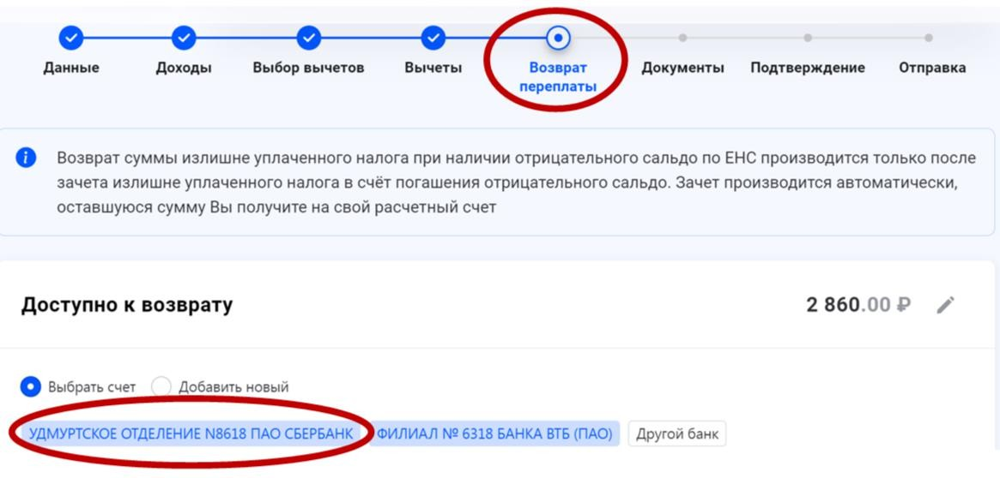 Данные Доходы Выбор вычетов Вычеты Возврат переплаты Документы Подтверждение Отправка
Возврат суммы излишне уплаченного налога при наличии отрицательного сальдо по ЕНС производится только после
зачета излишне уплаченного налога в счёт погашения отрицательного сальдо. Зачет производится автоматически,
оставшуюся сумму Вы получите на свой расчетный счет
Доступно к возврату 2 860.00 ₽
Выбрать счет Добавить новый
УДМУРТСКОЕ ОТДЕЛЕНИЕ N8618 ПАО СБЕРБАНК ФИЛИАЛ № 6318 БАНКА ВТБ (ПАО) Другой банк